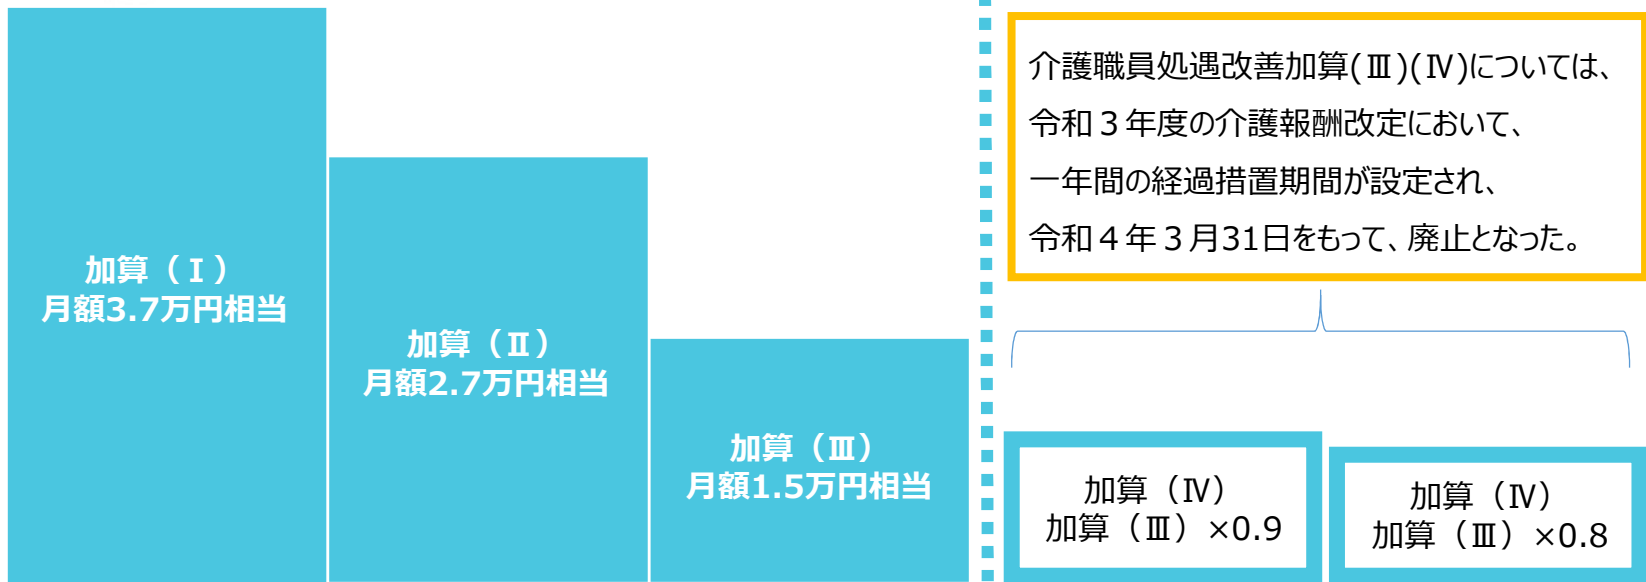 加算（Ⅰ）
月額3.7万円相当
加算（Ⅱ）
月額2.7万円相当
加算（Ⅲ）
月額1.5万円相当
介護職員処遇改善加算(Ⅲ)(Ⅳ)については、
令和３年度の介護報酬改定において、
一年間の経過措置期間が設定され、
令和４年３月31日をもって、廃止となった。
加算（Ⅳ）
加算（Ⅲ）×0.9
加算（Ⅳ）
加算（Ⅲ）×0.8